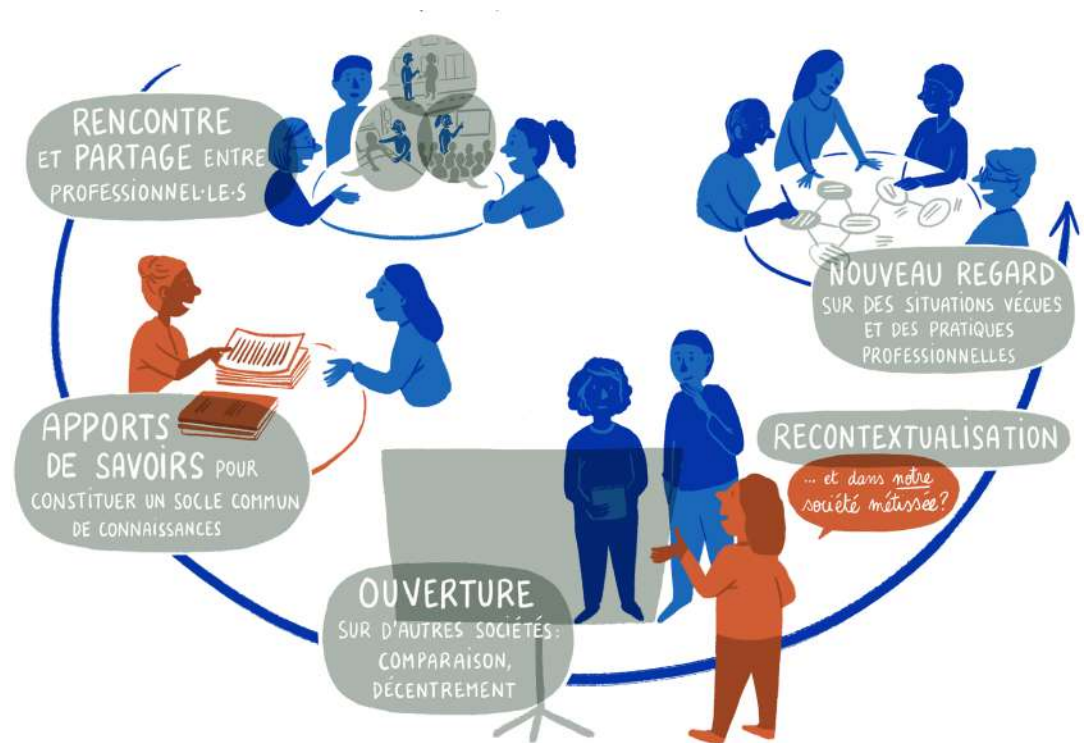 RENCONTRE
ET PARTAGE ENTRE
PROFESSIONNEL·LE·S
APPORTS
DE SAVOIRS POUR
CONSTITUER UN SOCLE COMMUN
DE CONNAISSANCES
OUVERTURE
SUR D'AUTRES SOCIÉTÉS:
COMPARAISON,
DÉCENTREMENT
RECONTEXTUALISATION
... et dans notre
société métissée?
NOUVEAU REGARD
SUR DES SITUATIONS VÉCUES
ET DES PRATIQUES
PROFESSIONNELLES